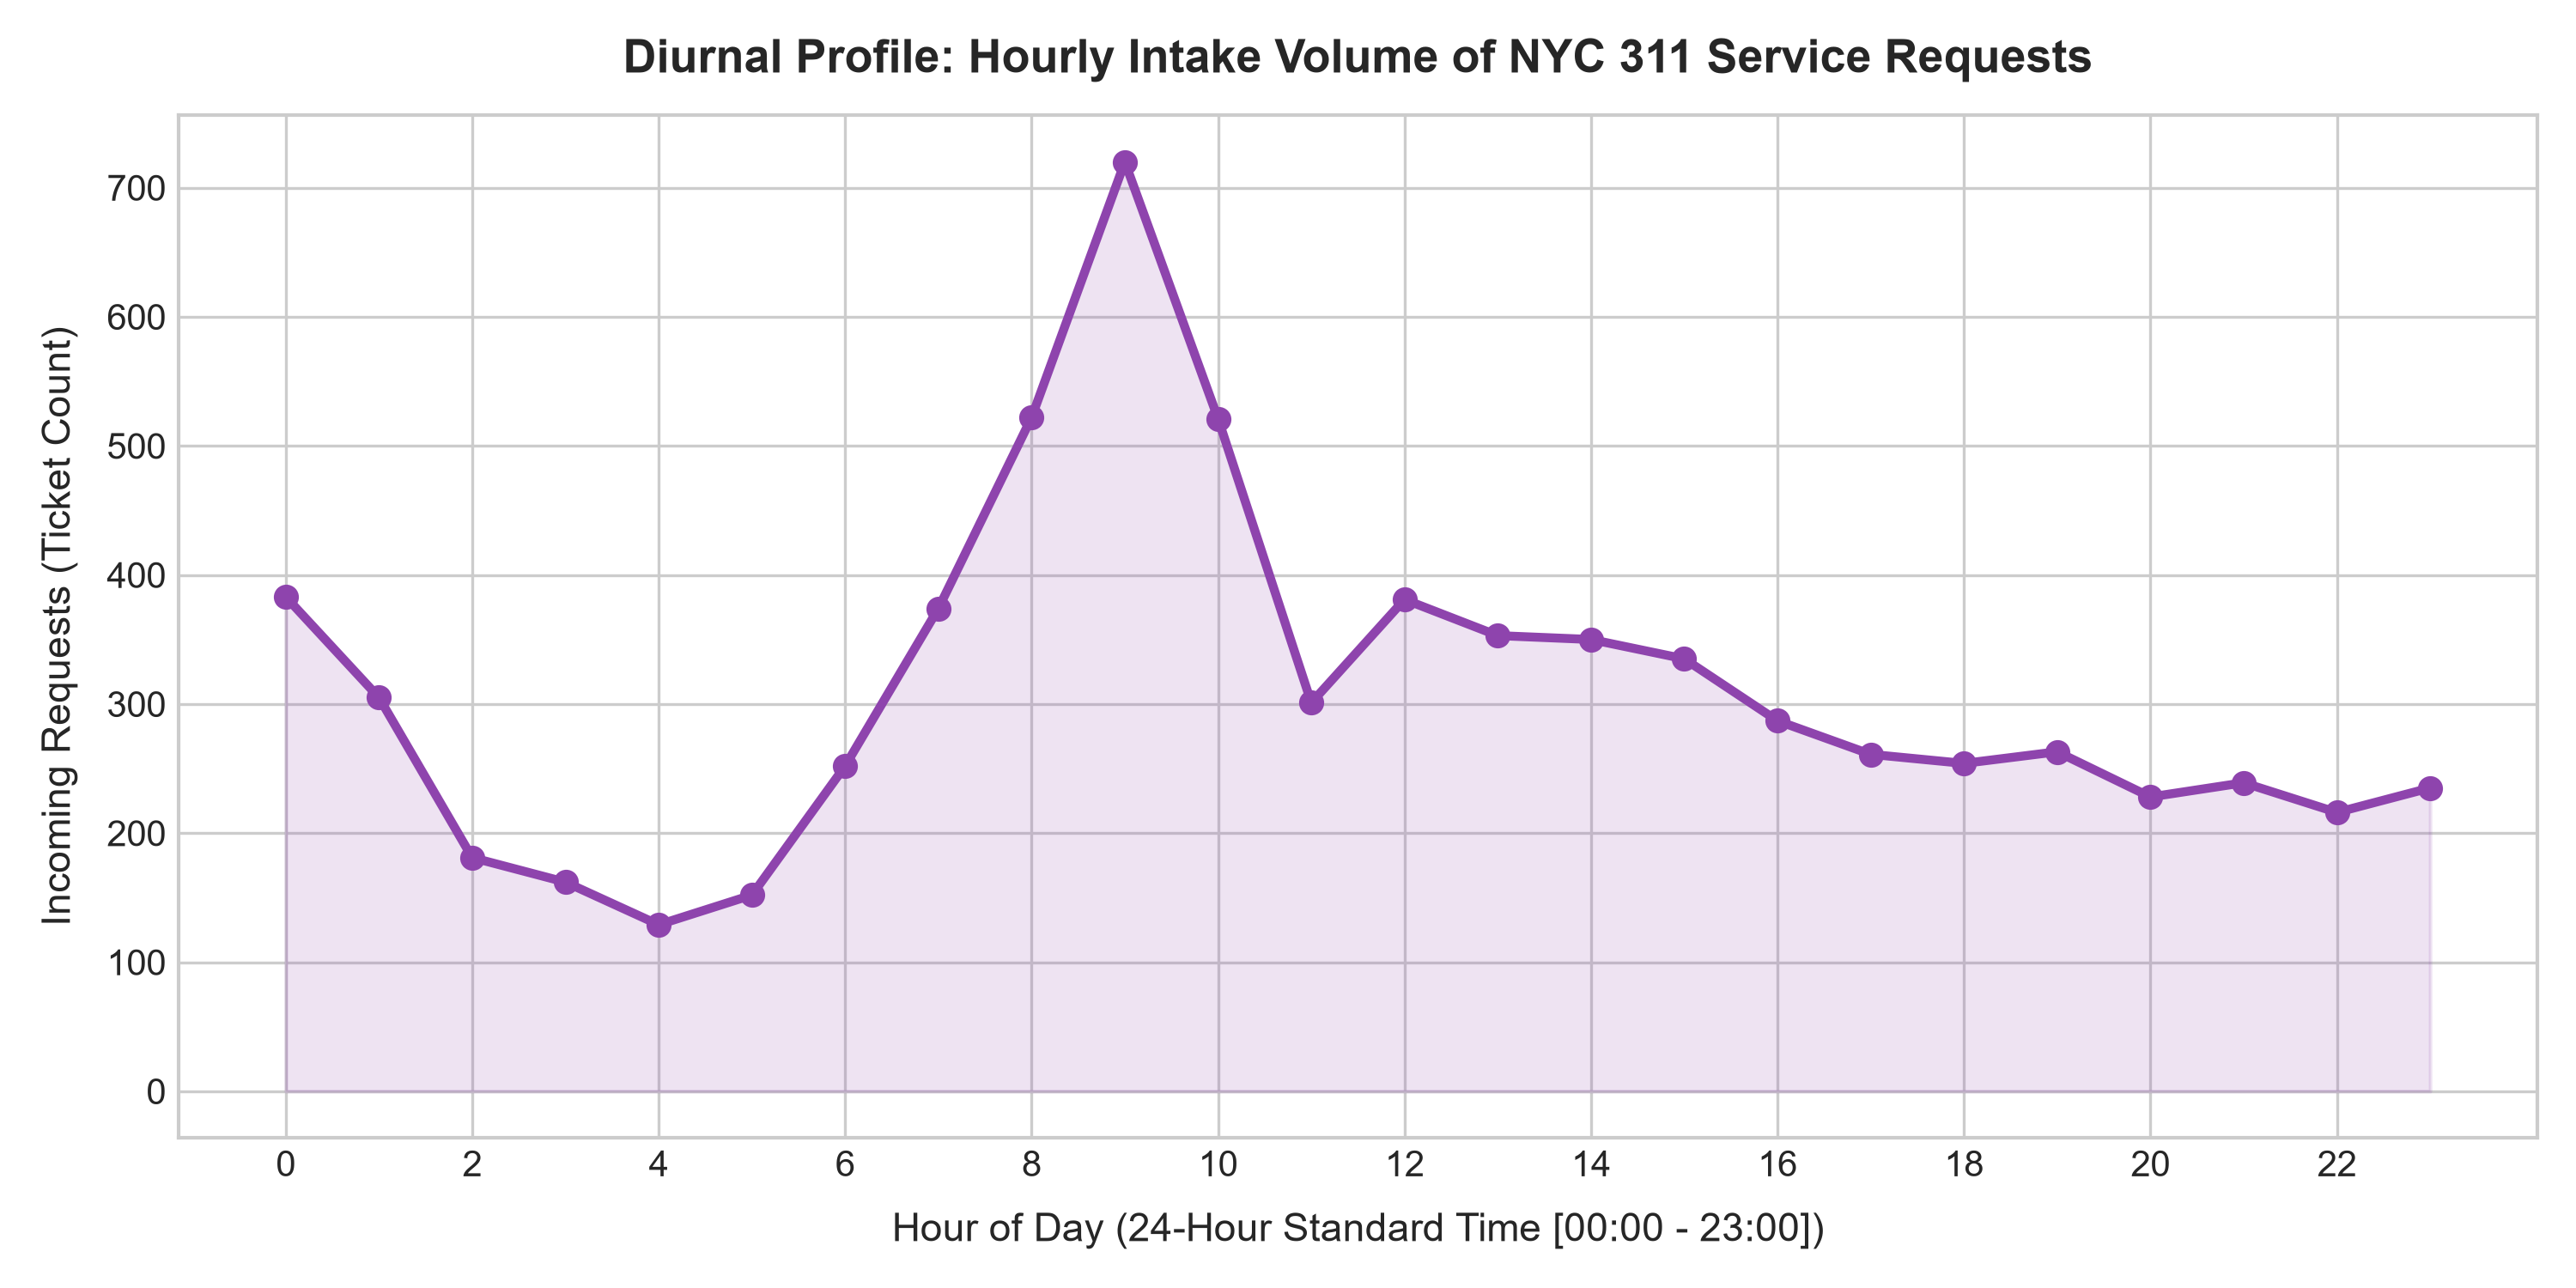 Diurnal Profile: Hourly Intake Volume of NYC 311 Service Requests
Incoming Requests (Ticket Count)
700
600
500
400
300
200
100
0
0 2 4 6 8 10 12 14 16 18 20 22
Hour of Day (24-Hour Standard Time [00:00 - 23:00])